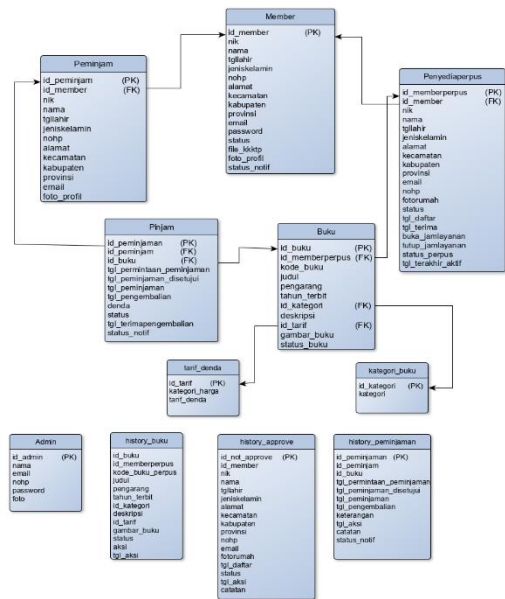 Member
id_member (PK)
nik
nama
tgllahir
jeniskelamin
nohp
alamat
kecamatan
kabupaten
provinsi
email
password
status
file_kkktp
foto_profil
status_notif
Peminjam
id_peminjam (PK)
id_member (FK)
nik
nama
tgllahir
jeniskelamin
nohp
alamat
kecamatan
kabupaten
provinsi
email
foto_profil
Penyediaperpus
id_memberperpus (PK)
id_member (FK)
nik
nama
tgllahir
jeniskelamin
alamat
kecamatan
kabupaten
provinsi
email
nohp
fotorumah
status
tgl_daftar
tgl_terima
buka_jamlayanan
tutup_jamlayanan
status_perpus
tgl_terakhir_aktif
Pinjam
id_peminjaman (PK)
id_peminjam (FK)
id_buku (FK)
tgl_permintaan_peminjaman
tgl_peminjaman_disetujui
tgl_peminjaman
tgl_pengembalian
denda
status
tgl_terimapengembalian
status_notif
Buku
id_buku (PK)
id_memberperpus (FK)
kode_buku
judul
pengarang
tahun_terbit
id_kategori (FK)
deskripsi
id_tarif (FK)
gambar_buku
status_buku
tarif_denda
id_tarif (PK)
kategori_harga
tarif_denda
kategori_buku
id_kategori (PK)
kategori
Admin
id_admin (PK)
nama
email
nohp
password
foto
history_buku
id_buku
id_memberperpus
kode_buku_perpus
judul
pengarang
tahun_terbit
id_kategori
deskripsi
id_tarif
gambar_buku
status
aksi
tgl_aksi
history_approve
id_not_approve (PK)
id_member
nik
nama
tgllahir
jeniskelamin
alamat
kecamatan
kabupaten
provinsi
nohp
email
fotorumah
tgl_daftar
status
tgl_aksi
catatan
history_peminjaman
id_peminjaman (PK)
id_peminjam
id_buku
tgl_permintaan_peminjaman
tgl_peminjaman_disetujui
tgl_peminjaman
tgl_pengembalian
keterangan
tgl_aksi
catatan
status_notif